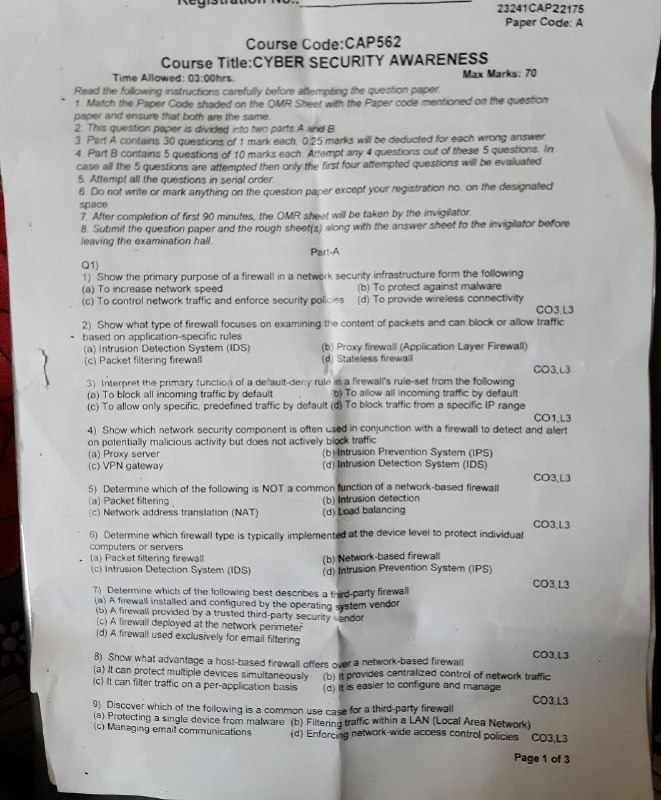 Registration No.:
23241CAP22175
Paper Code: A
Course Code:CAP562
Course Title:CYBER SECURITY AWARENESS
Time Allowed: 03:00hrs. Max Marks: 70
Read the following instructions carefully before attempting the question paper.
1. Match the Paper Code shaded on the OMR Sheet with the Paper code mentioned on the question
paper and ensure that both are the same.
2. This question paper is divided into two parts A and B.
3. Part A contains 30 questions of 1 mark each. 0.25 marks will be deducted for each wrong answer.
4. Part B contains 5 questions of 10 marks each. Attempt any 4 questions out of these 5 questions. In
case all the 5 questions are attempted then only the first four attempted questions will be evaluated.
5. Attempt all the questions in serial order.
6. Do not write or mark anything on the question paper except your registration no. on the designated
space.
7. After completion of first 90 minutes, the OMR sheet will be taken by the invigilator.
8. Submit the question paper and the rough sheet(s) along with the answer sheet to the invigilator before
leaving the examination hall.
Part-A
Q1)
1) Show the primary purpose of a firewall in a network security infrastructure form the following
(a) To increase network speed (b) To protect against malware
(c) To control network traffic and enforce security policies (d) To provide wireless connectivity
CO3,L3
2) Show what type of firewall focuses on examining the content of packets and can block or allow traffic
based on application-specific rules
(a) Intrusion Detection System (IDS) (b) Proxy firewall (Application Layer Firewall)
(c) Packet filtering firewall (d) Stateless firewall
CO3,L3
3) Interpret the primary function of a default-deny rule in a firewall's rule-set from the following
(a) To block all incoming traffic by default (b) To allow all incoming traffic by default
(c) To allow only specific, predefined traffic by default (d) To block traffic from a specific IP range
CO1,L3
4) Show which network security component is often used in conjunction with a firewall to detect and alert
on potentially malicious activity but does not actively block traffic
(a) Proxy server (b) Intrusion Prevention System (IPS)
(c) VPN gateway (d) Intrusion Detection System (IDS)
CO3,L3
5) Determine which of the following is NOT a common function of a network-based firewall
(a) Packet filtering (b) Intrusion detection
(c) Network address translation (NAT) (d) Load balancing
CO3,L3
6) Determine which firewall type is typically implemented at the device level to protect individual
computers or servers
(a) Packet filtering firewall (b) Network-based firewall
(c) Intrusion Detection System (IDS) (d) Intrusion Prevention System (IPS)
CO3,L3
7) Determine which of the following best describes a third-party firewall
(a) A firewall installed and configured by the operating system vendor
(b) A firewall provided by a trusted third-party security vendor
(c) A firewall deployed at the network perimeter
(d) A firewall used exclusively for email filtering
CO3,L3
8) Show what advantage a host-based firewall offers over a network-based firewall
(a) It can protect multiple devices simultaneously (b) It provides centralized control of network traffic
(c) It can filter traffic on a per-application basis (d) It is easier to configure and manage
CO3,L3
9) Discover which of the following is a common use case for a third-party firewall
(a) Protecting a single device from malware (b) Filtering traffic within a LAN (Local Area Network)
(c) Managing email communications (d) Enforcing network-wide access control policies CO3,L3
Page 1 of 3